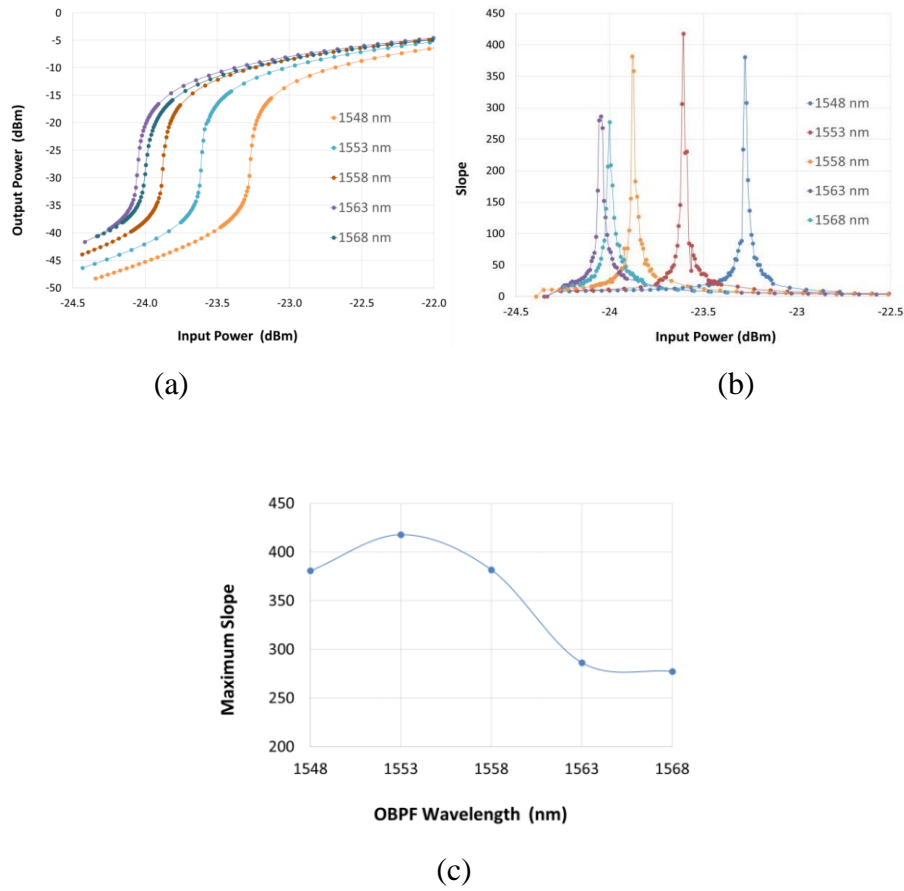 Output Power (dBm)
0
-5
-10
-15
-20
-25
-30
-35
-40
-45
-50
-24.5
-24.0
-23.5
-23.0
-22.5
-22.0
Input Power (dBm)
1548 nm
1553 nm
1558 nm
1563 nm
1568 nm
(a)
Slope
450
400
350
300
250
200
150
100
50
0
-24.5
-24
-23.5
-23
-22.5
Input Power (dBm)
1548 nm
1553 nm
1558 nm
1563 nm
1568 nm
(b)
Maximum Slope
450
400
350
300
250
200
1548
1553
1558
1563
1568
OBPF Wavelength (nm)
(c)